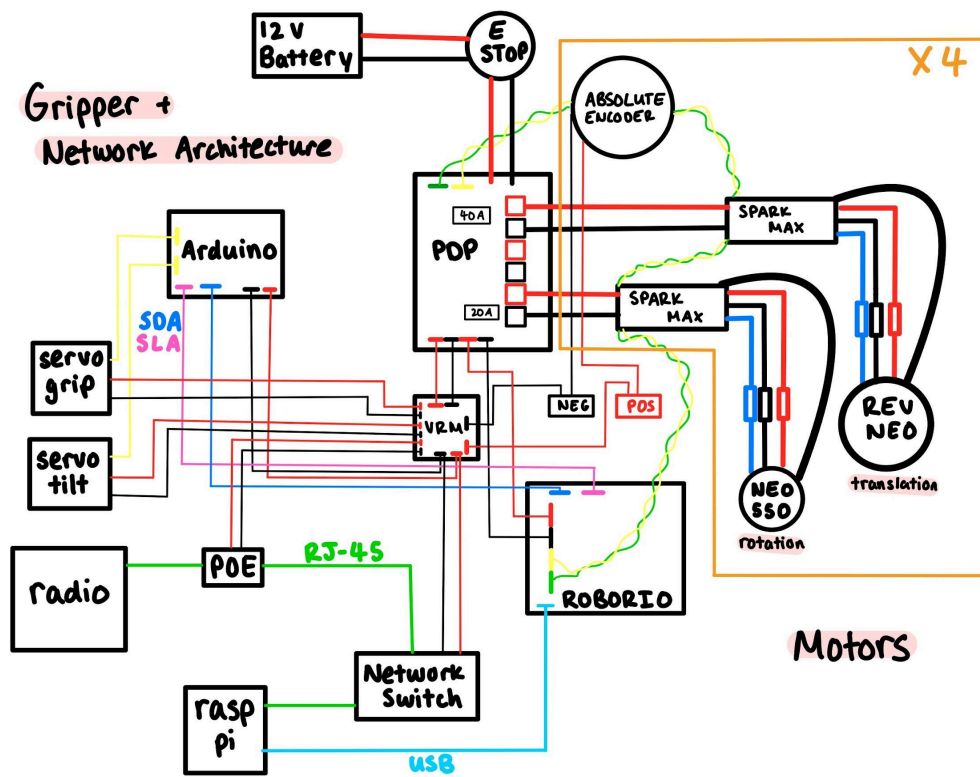 12V
Battery
E
STOP
X4
Gripper +
Network Architecture
ABSOLUTE
ENCODER
40A
PDP
20A
SPARK
MAX
SPARK
MAX
Arduino
SDA
SLA
servo
grip
servo
tilt
VRM
NEG
POS
REV
NEO
translation
NEO
550
rotation
radio
POE
RJ-45
ROBORIO
Motors
Network
Switch
rasp
pi
USB